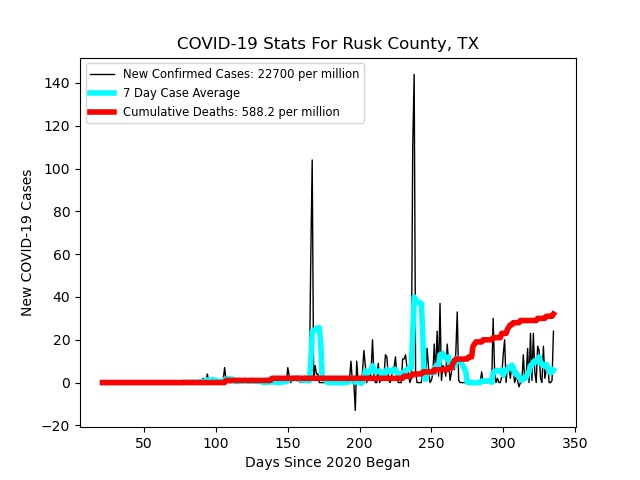 COVID-19 Stats For Rusk County, TX
New Confirmed Cases: 22700 per million
7 Day Case Average
Cumulative Deaths: 588.2 per million
140
120
100
80
60
40
20
0
−20
New COVID-19 Cases
50 100 150 200 250 300 350
Days Since 2020 Began